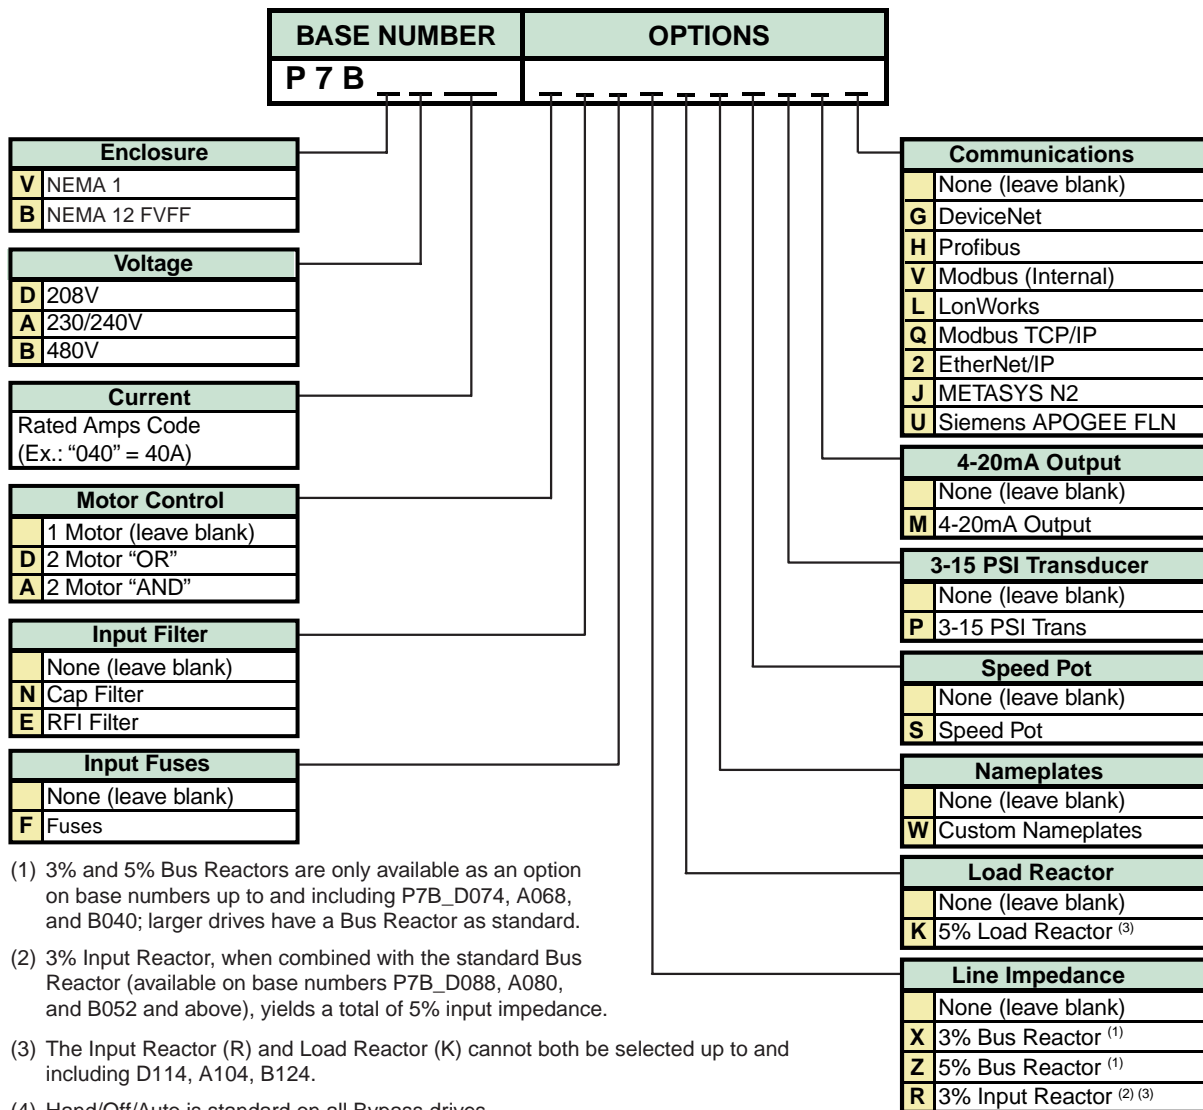 BASE NUMBER OPTIONS
P 7 B _ _ __ _ _ _ _ _ _ _ _ _ _
Enclosure
V NEMA 1
B NEMA 12 FVFF
Voltage
D 208V
A 230/240V
B 480V
Current
Rated Amps Code
(Ex.: “040” = 40A)
Motor Control
1 Motor (leave blank)
D 2 Motor “OR”
A 2 Motor “AND”
Input Filter
None (leave blank)
N Cap Filter
E RFI Filter
Input Fuses
None (leave blank)
F Fuses
(1) 3% and 5% Bus Reactors are only available as an option
on base numbers up to and including P7B_D074, A068,
and B040; larger drives have a Bus Reactor as standard.
(2) 3% Input Reactor, when combined with the standard Bus
Reactor (available on base numbers P7B_D088, A080,
and B052 and above), yields a total of 5% input impedance.
(3) The Input Reactor (R) and Load Reactor (K) cannot both be selected up to and
including D114, A104, B124.
(4) Hand/Off/Auto is standard on all Bypass drives
Communications
None (leave blank)
G DeviceNet
H Profibus
V Modbus (Internal)
L LonWorks
Q Modbus TCP/IP
2 EtherNet/IP
J METASYS N2
U Siemens APOGEE FLN
4-20mA Output
None (leave blank)
M 4-20mA Output
3-15 PSI Transducer
None (leave blank)
P 3-15 PSI Trans
Speed Pot
None (leave blank)
S Speed Pot
Nameplates
None (leave blank)
W Custom Nameplates
Load Reactor
None (leave blank)
K 5% Load Reactor (3)
Line Impedance
None (leave blank)
X 3% Bus Reactor (1)
Z 5% Bus Reactor (1)
R 3% Input Reactor (2) (3)